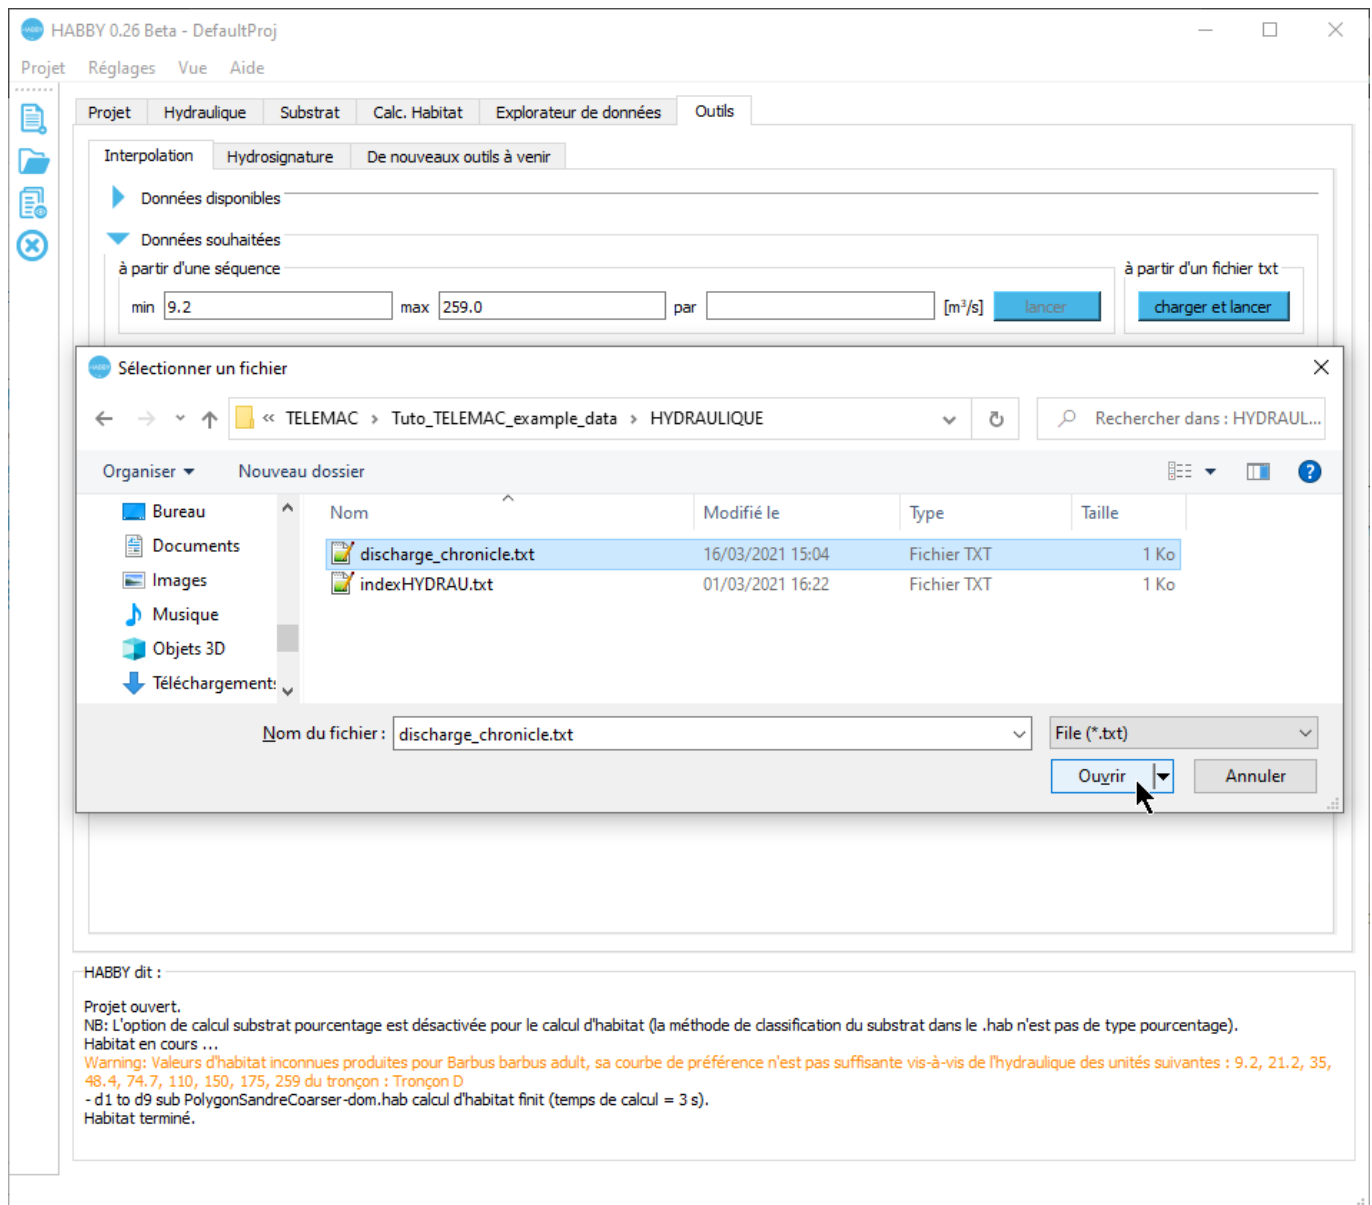 HABBY 0.26 Beta - DefaultProj
Projet Réglages Vue Aide
Projet Hydraulique Substrat Calc. Habitat Explorateur de données Outils
Interpolation Hydrosignature De nouveaux outils à venir
Données disponibles
Données souhaitées
à partir d'une séquence à partir d'un fichier txt
min 9.2 max 259.0 par [m³/s] lancer charger et lancer
Sélectionner un fichier
« TELEMAC > Tuto_TELEMAC_example_data > HYDRAULIQUE Rechercher dans : HYDRAUL...
Organiser Nouveau dossier
Nom Modifié le Type Taille
Bureau
Documents
Images
Musique
Objets 3D
Téléchargements
discharge_chronicle.txt 16/03/2021 15:04 Fichier TXT 1 Ko
indexHYDRAU.txt 01/03/2021 16:22 Fichier TXT 1 Ko
Nom du fichier : discharge_chronicle.txt File (*.txt)
Ouvrir Annuler
HABBY dit :
Projet ouvert.
NB: L'option de calcul substrat pourcentage est désactivée pour le calcul d'habitat (la méthode de classification du substrat dans le .hab n'est pas de type pourcentage).
Habitat en cours ...
Warning: Valeurs d'habitat inconnues produites pour Barbus barbus adult, sa courbe de préférence n'est pas suffisante vis-à-vis de l'hydraulique des unités suivantes : 9.2, 21.2, 35,
48.4, 74.7, 110, 150, 175, 259 du tronçon : Tronçon D
- d1 to d9 sub PolygonSandreCoarser-dom.hab calcul d'habitat finit (temps de calcul = 3 s).
Habitat terminé.